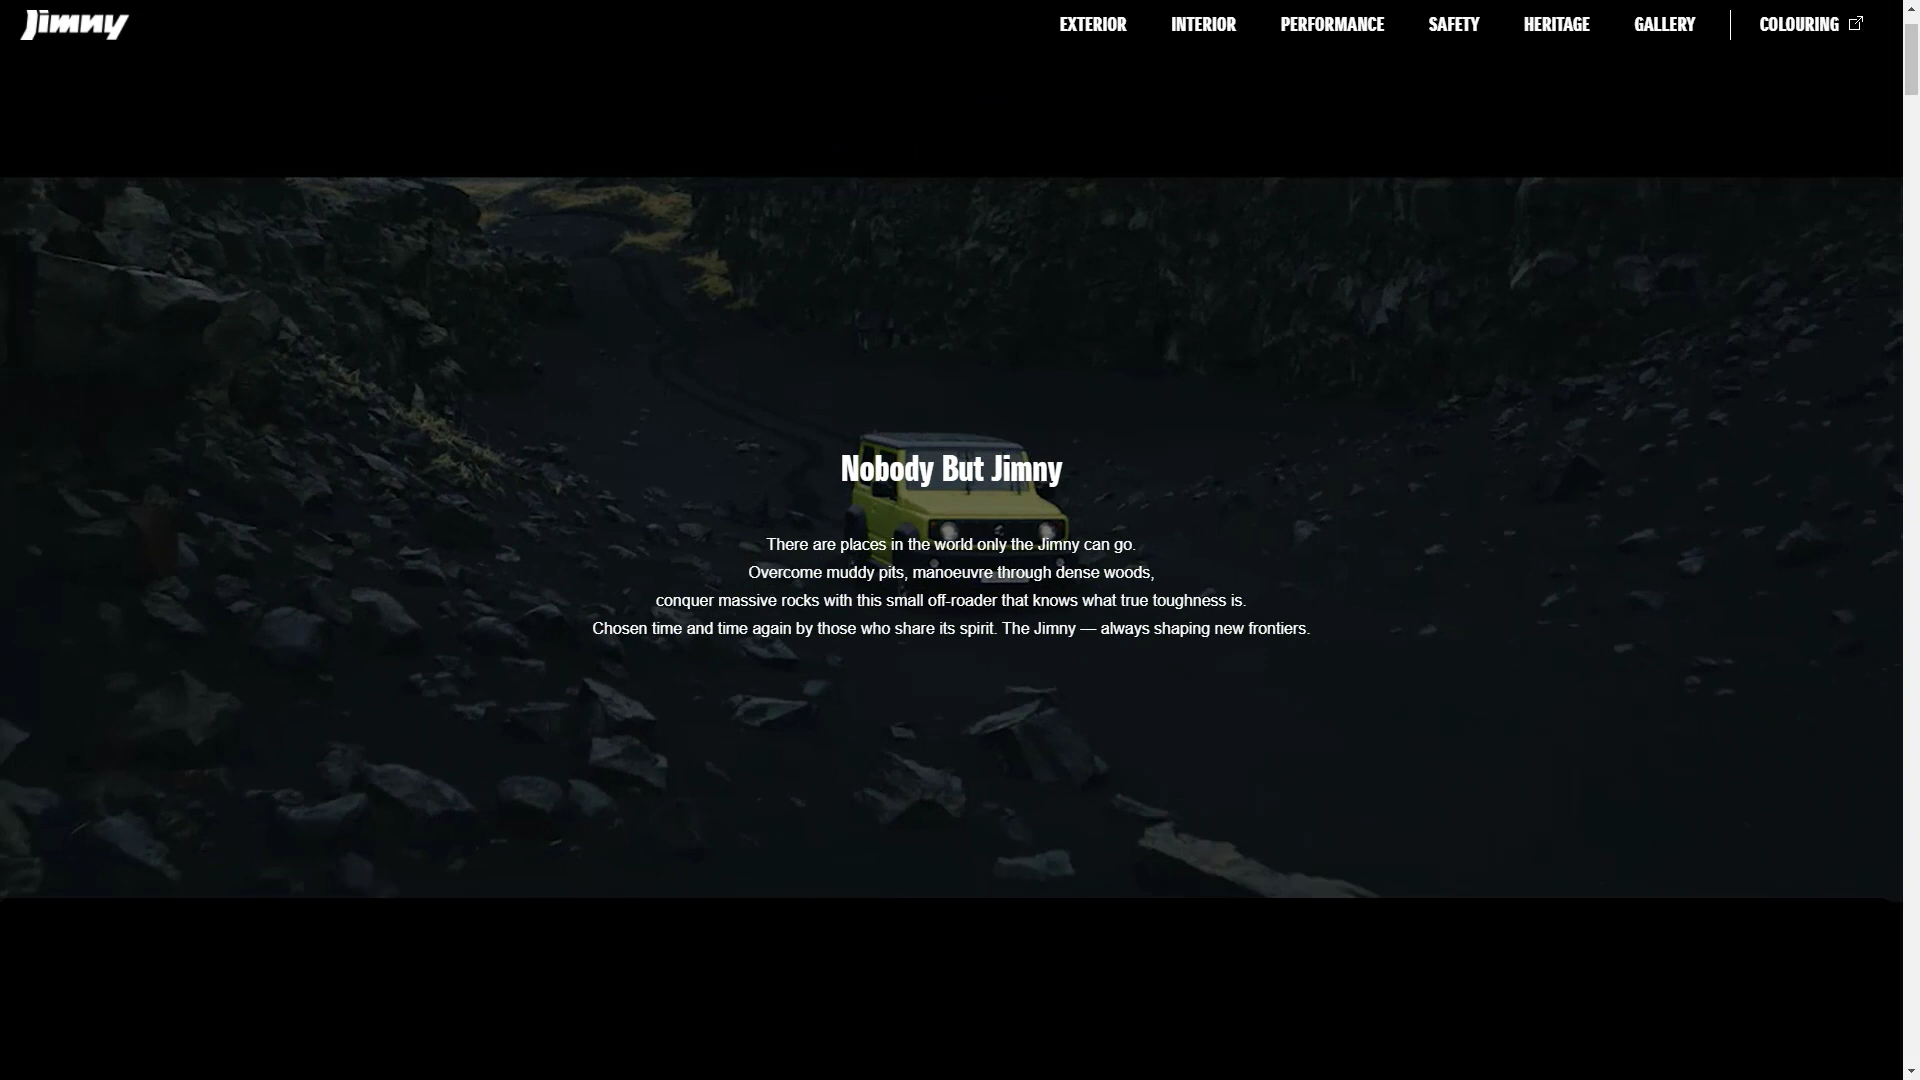 Jimny
EXTERIOR
INTERIOR
PERFORMANCE
SAFETY
HERITAGE
GALLERY
COLOURING
Nobody But Jimny
There are places in the world only the Jimny can go.
Overcome muddy pits, manoeuvre through dense woods,
conquer massive rocks with this small off-roader that knows what true toughness is.
Chosen time and time again by those who share its spirit. The Jimny — always shaping new frontiers.